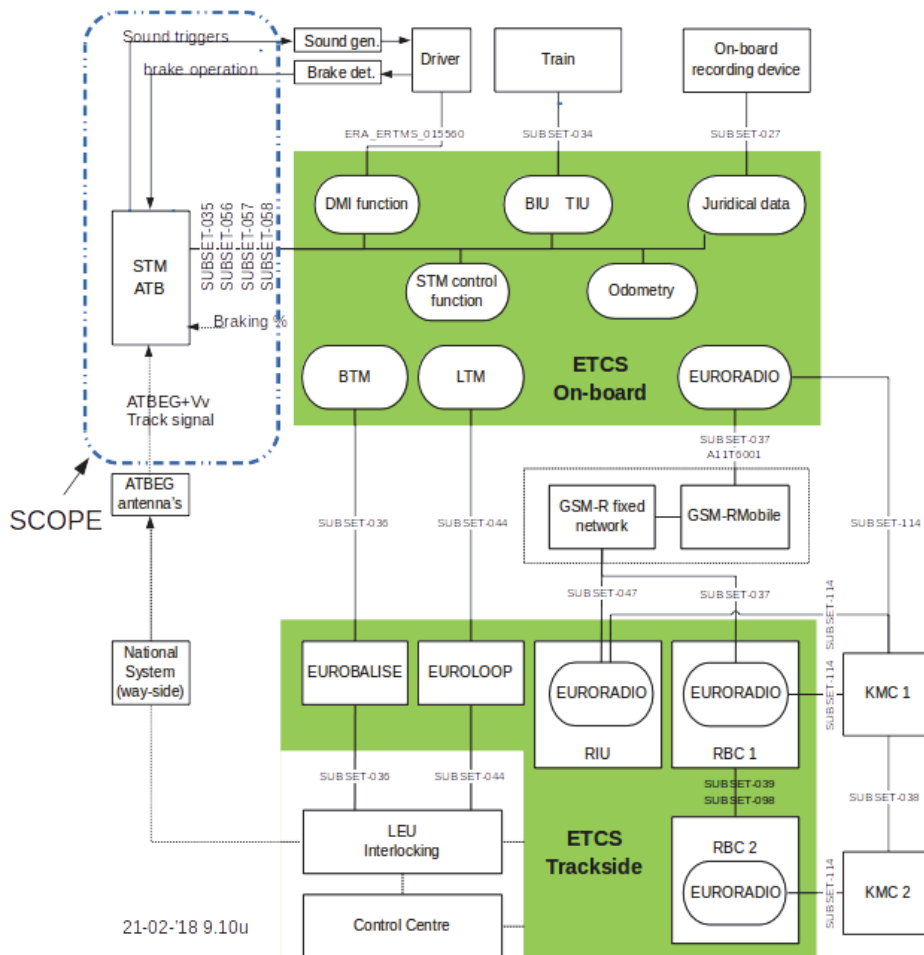 Sound triggers
Sound gen.
Driver
Train
On-board
recording device
brake operation
Brake det.
ERA_ERTMS_015560
SUBSET-034
SUBSET-027
DMI function
BIU TIU
Juridical data
SUBSET-035
SUBSET-056
SUBSET-057
SUBSET-058
STM
ATB
STM control
function
Odometry
Braking %
BTM
LTM
ETCS
On-board
EURORADIO
ATBEG+Vv
Track signal
SUBSET-037
A11T6001
ATBEG
antenna's
SCOPE
GSM-R fixed
network
GSM-RMobile
SUBSET-036
SUBSET-044
SUBSET-114
SUBSET-047
SUBSET-037
SUBSET-114
National
System
(way-side)
EUROBALISE
EUROLOOP
EURORADIO
RIU
EURORADIO
RBC 1
SUBSET-114
KMC 1
SUBSET-036
SUBSET-044
SUBSET-039
SUBSET-098
SUBSET-038
LEU
Interlocking
ETCS
Trackside
RBC 2
EURORADIO
SUBSET-114
KMC 2
Control Centre
21-02-'18 9.10u